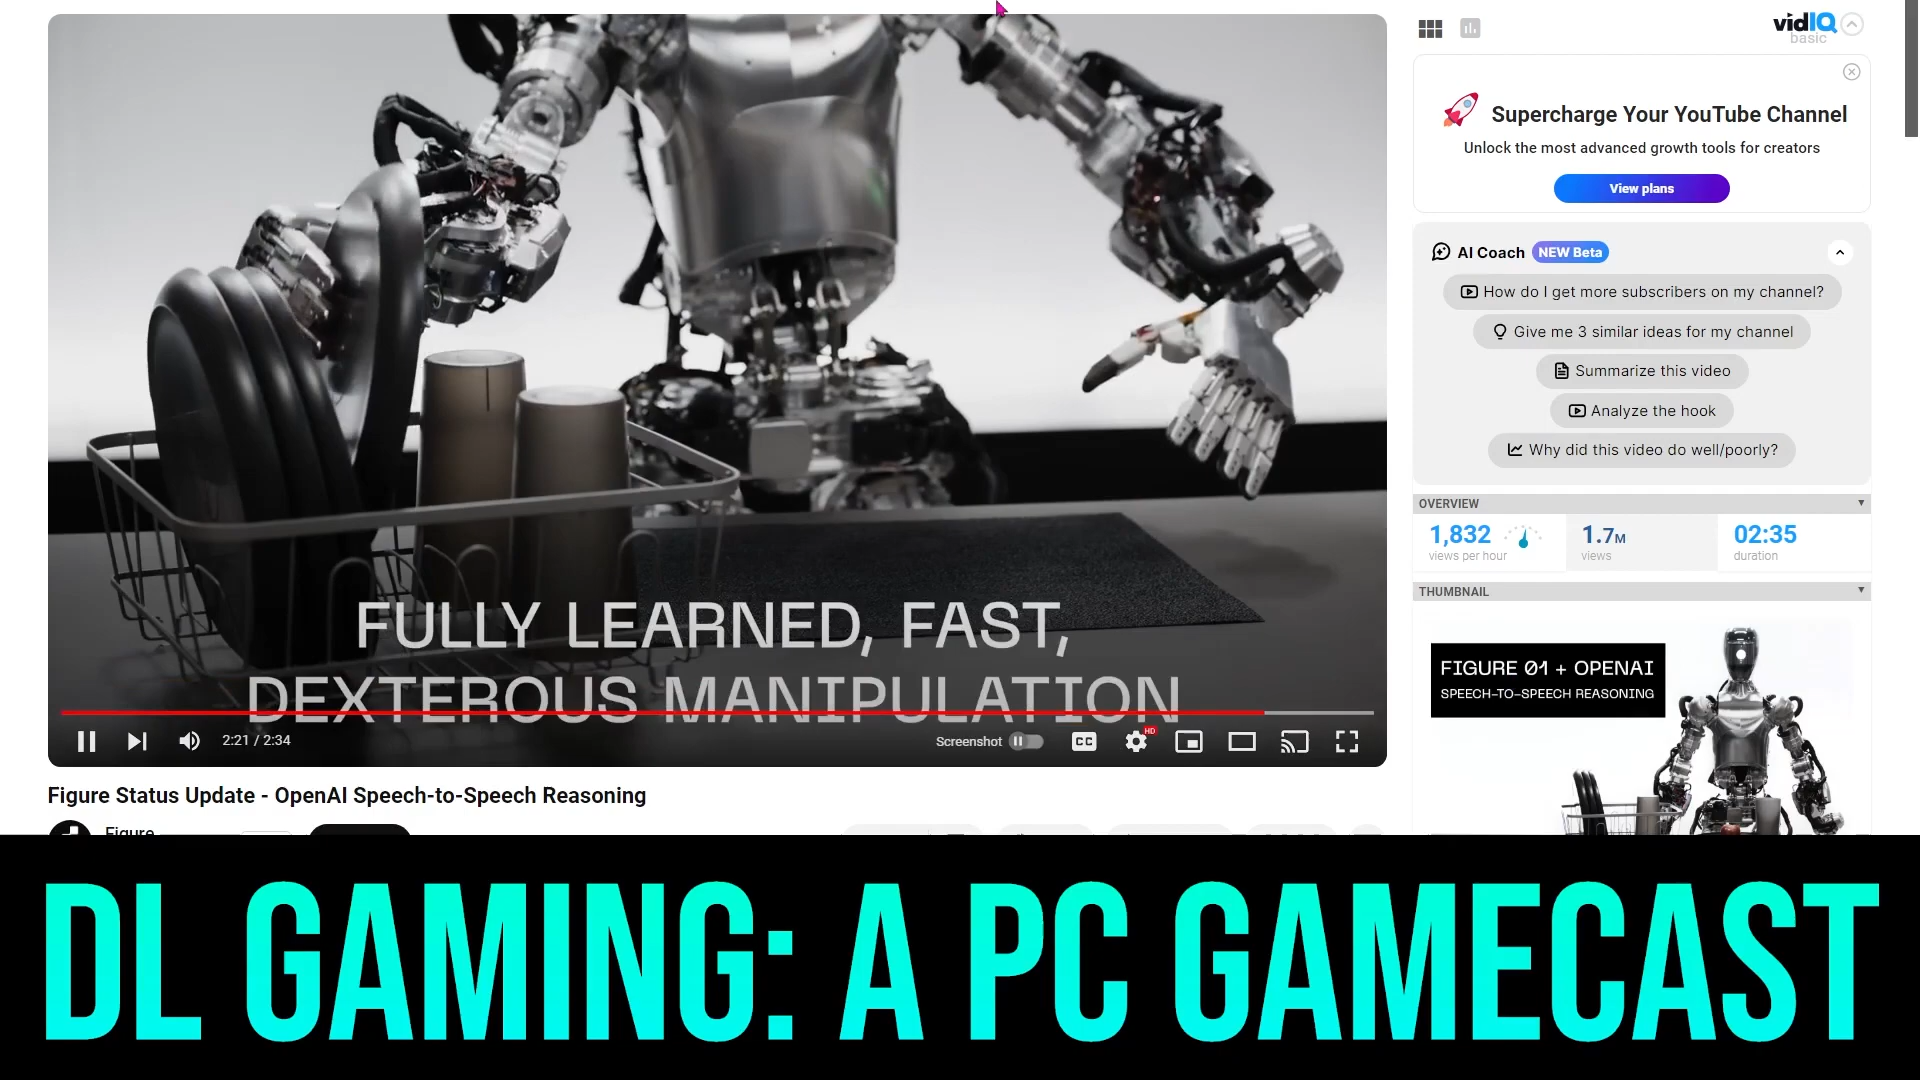 FULLY LEARNED, FAST,
DEXTEROUS MANIPULATION
2:21 / 2:34
Screenshot
CC
HD
Figure Status Update - OpenAI Speech-to-Speech Reasoning
Figure
vidIQ
basic
Supercharge Your YouTube Channel
Unlock the most advanced growth tools for creators
View plans
AI Coach NEW Beta
How do I get more subscribers on my channel?
Give me 3 similar ideas for my channel
Summarize this video
Analyze the hook
Why did this video do well/poorly?
OVERVIEW
1,832 1.7M 02:35
views per hour views duration
THUMBNAIL
FIGURE 01 + OPENAI
SPEECH-TO-SPEECH REASONING
DL GAMING: A PC GAMECAST